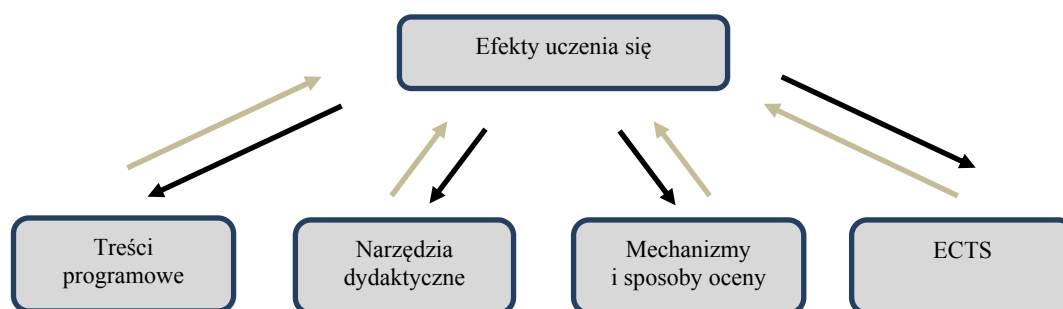 Efekty uczenia się
Treści
programowe
Narzędzia
dydaktyczne
Mechanizmy
i sposoby oceny
ECTS